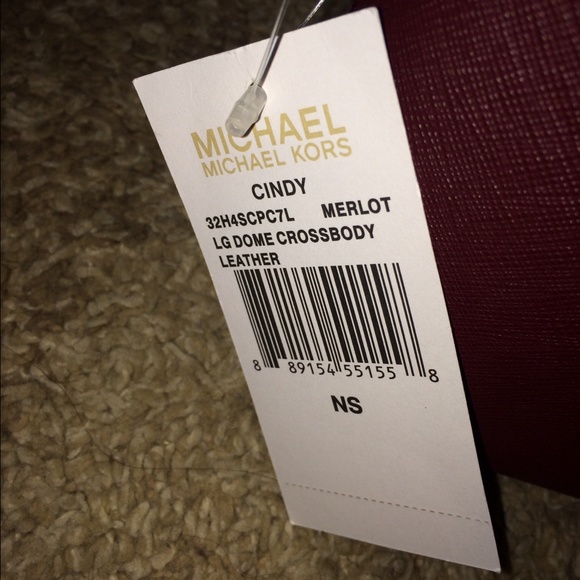 MICHAEL
MICHAEL KORS
CINDY
32H4SCPC7L MERLOT
LG DOME CROSSBODY
LEATHER
8 89154 55155 8
NS